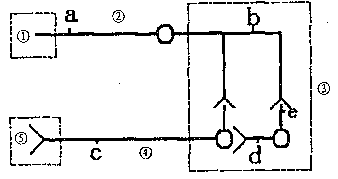 ① a ② b
③
e
⑤ c ④ d